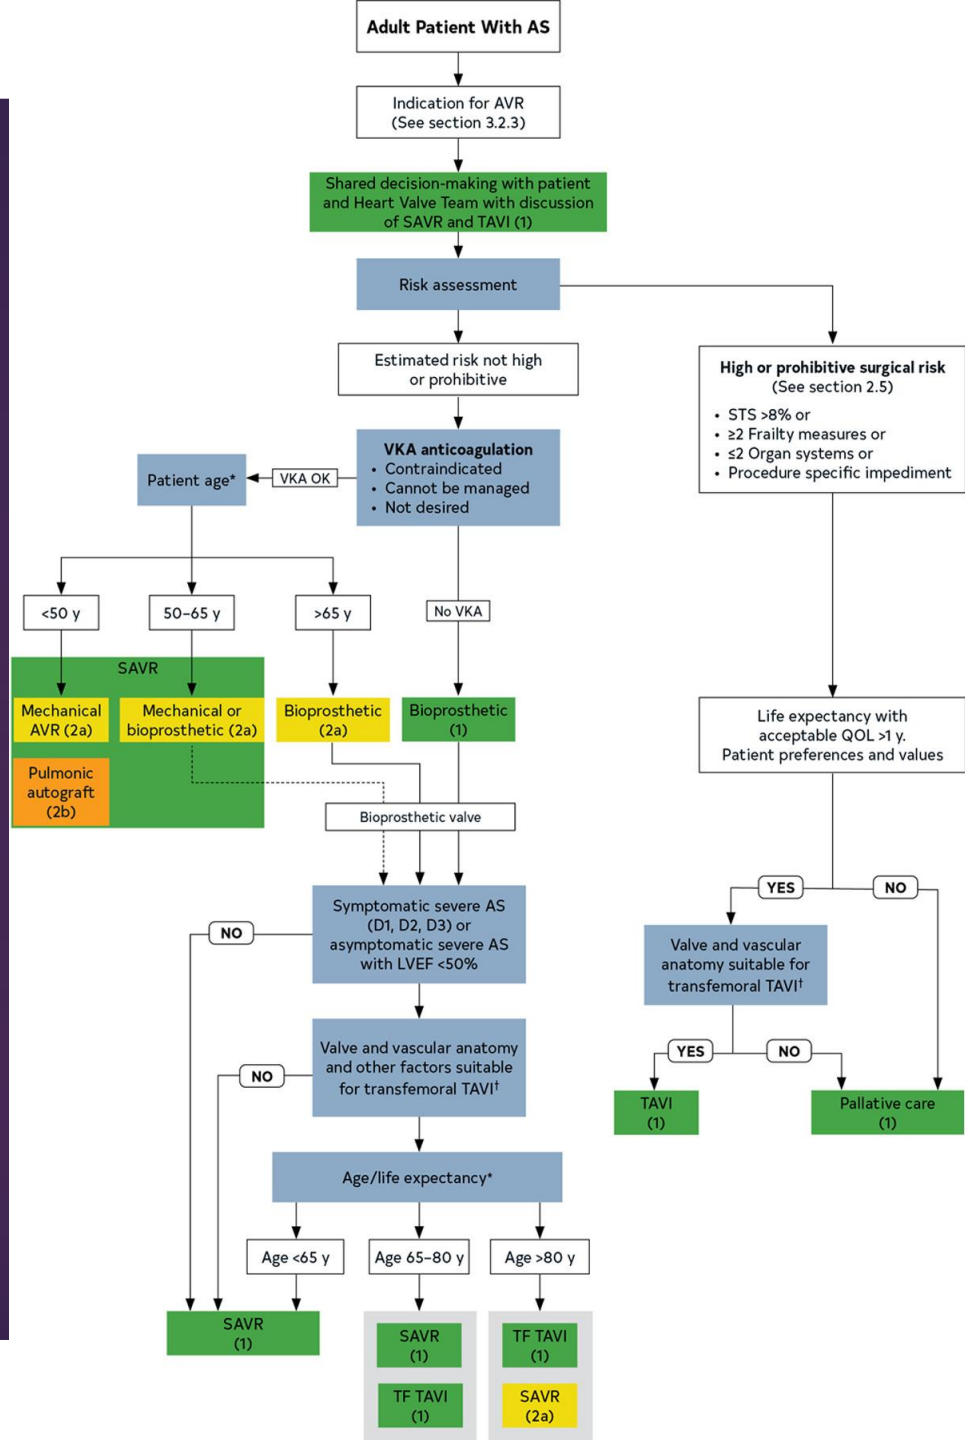 Adult Patient With AS
Indication for AVR
(See section 3.2.3)
Shared decision-making with patient
and Heart Valve Team with discussion
of SAVR and TAVI (1)
Risk assessment
Estimated risk not high
or prohibitive
High or prohibitive surgical risk
(See section 2.5)
• STS >8% or
• ≥2 Frailty measures or
• ≤2 Organ systems or
• Procedure specific impediment
VKA anticoagulation
• Contraindicated
• Cannot be managed
• Not desired
VKA OK
Patient age*
<50 y
50–65 y
>65 y
No VKA
SAVR
Mechanical
AVR (2a)
Mechanical or
bioprosthetic (2a)
Bioprosthetic
(2a)
Bioprosthetic
(1)
Pulmonic
autograft
(2b)
Life expectancy with
acceptable QOL >1 y.
Patient preferences and values
Bioprosthetic valve
YES
NO
Symptomatic severe AS
(D1, D2, D3) or
asymptomatic severe AS
with LVEF <50%
NO
Valve and vascular
anatomy suitable for
transfemoral TAVI†
Valve and vascular anatomy
and other factors suitable
for transfemoral TAVI†
NO
YES
NO
TAVI
(1)
Pallative care
(1)
Age/life expectancy*
Age <65 y
Age 65–80 y
Age >80 y
SAVR
(1)
SAVR
(1)
TF TAVI
(1)
TF TAVI
(1)
SAVR
(2a)